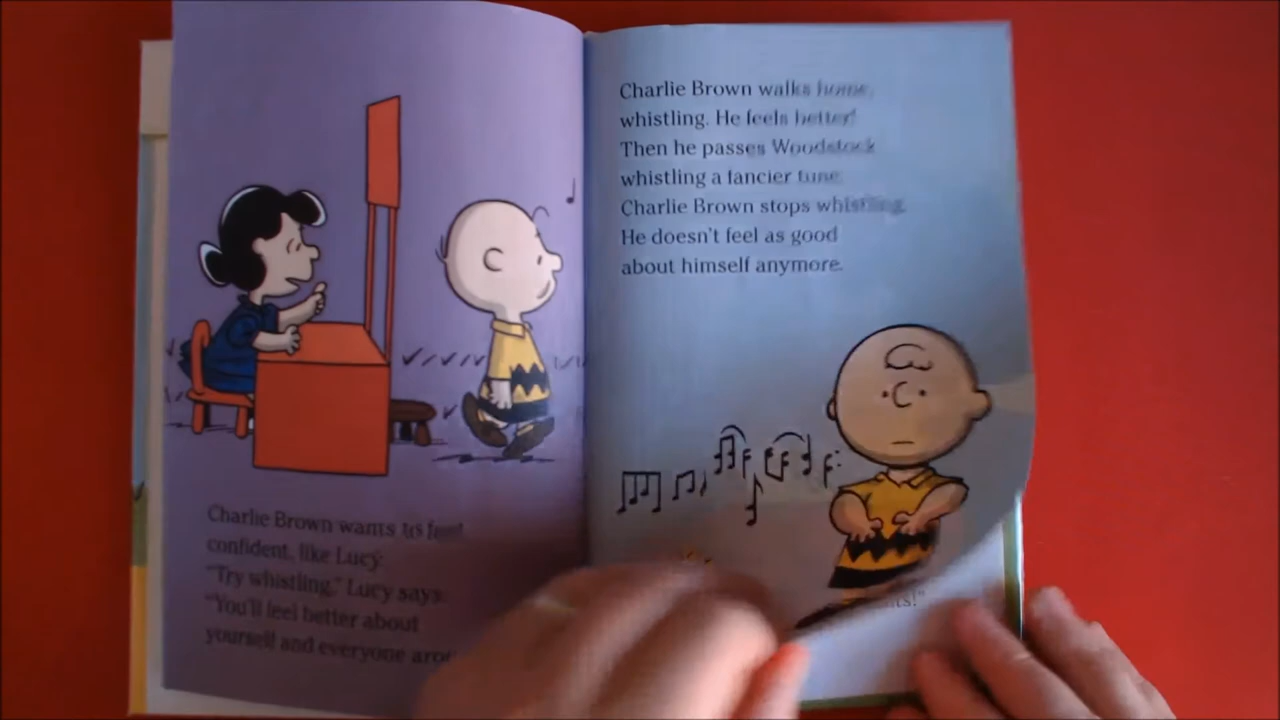 Charlie Brown wants to feel
confident, like Lucy.
"Try whistling," Lucy says.
"You'll feel better about
yourself and everyone
Charlie Brown walks home,
whistling. He feels better!
Then he passes Woodstock
whistling a fancier tune.
Charlie Brown stops whistling.
He doesn't feel as good
about himself anymore.